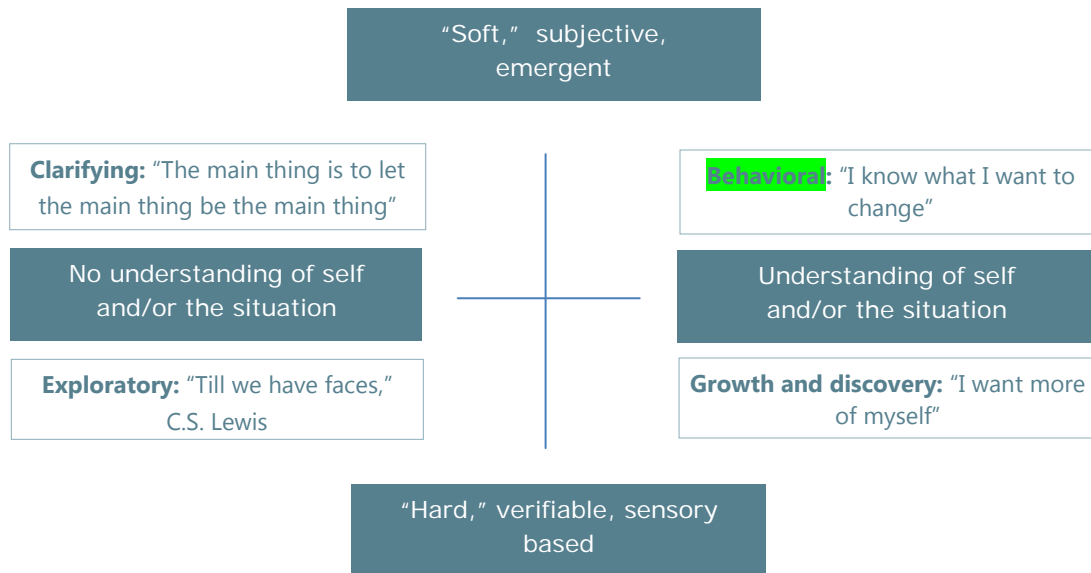 “Soft,” subjective,
emergent
Clarifying: “The main thing is to let
the main thing be the main thing”
Behavioral: “I know what I want to
change”
No understanding of self
and/or the situation
Understanding of self
and/or the situation
Exploratory: “Till we have faces,”
C.S. Lewis
Growth and discovery: “I want more
of myself”
“Hard,” verifiable, sensory
based